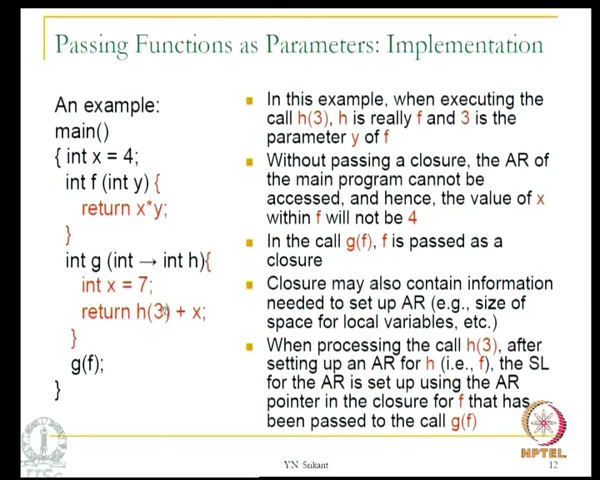 Passing Functions as Parameters: Implementation
An example:
main()
{ int x = 4;
int f (int y) {
return x*y;
}
int g (int → int h){
int x = 7;
return h(3) + x;
}
g(f);
}
In this example, when executing the
call h(3), h is really f and 3 is the
parameter y of f
Without passing a closure, the AR of
the main program cannot be
accessed, and hence, the value of x
within f will not be 4
In the call g(f), f is passed as a
closure
Closure may also contain information
needed to set up AR (e.g., size of
space for local variables, etc.)
When processing the call h(3), after
setting up an AR for h (i.e., f), the SL
for the AR is set up using the AR
pointer in the closure for f that has
been passed to the call g(f)
Y.N. Srikant
12
NPTEL